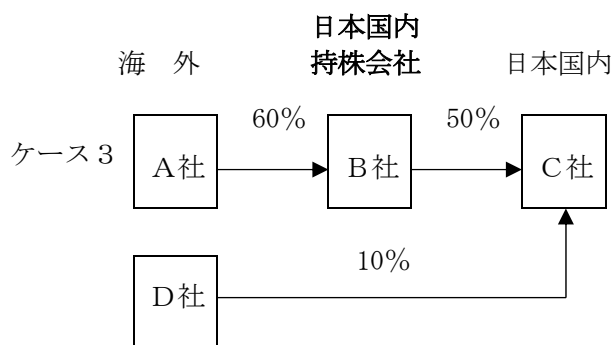 日本国内
海　外　持株会社　日本国内
60％　50％
ケース３　Ａ社　Ｂ社　Ｃ社
10％
Ｄ社